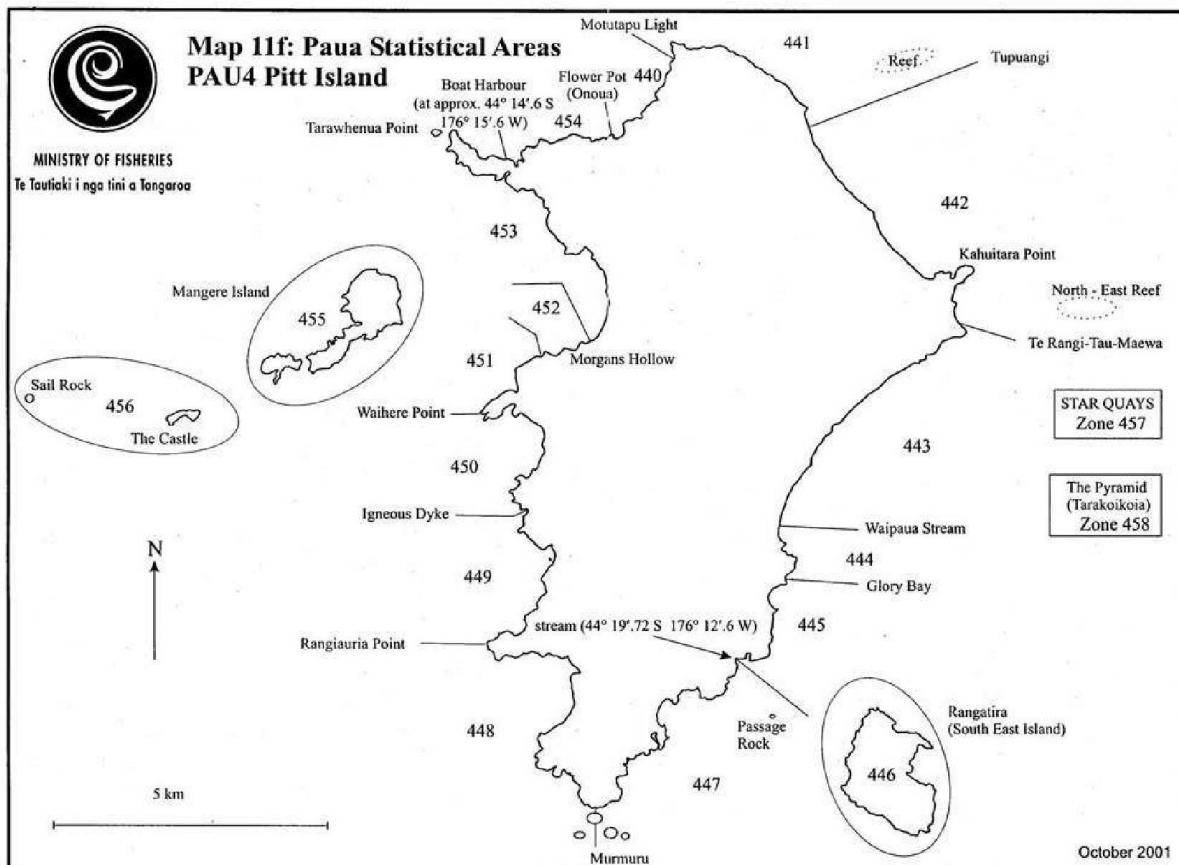 Map 11f: Paua Statistical Areas
PAU4 Pitt Island
MINISTRY OF FISHERIES
Te Tautiaki i nga tini a Tangaroa
Motutapu Light
441
Reef
Tupuangi
440
Flower Pot
(Onoua)
Boat Harbour
(at approx. 44° 14'.6 S
176° 15'.6 W)
454
Tarawhenua Point
442
453
Kahuitara Point
Mangere Island
North - East Reef
452
455
Te Rangi-Tau-Maewa
451
Morgans Hollow
Sail Rock
456
Waihere Point
STAR QUAYS
Zone 457
The Castle
443
450
The Pyramid
(Tarakoikoia)
Zone 458
Igneous Dyke
Waipaua Stream
N
444
449
Glory Bay
stream (44° 19'.72 S 176° 12'.6 W)
445
Rangiauria Point
Rangatira
(South East Island)
448
Passage
Rock
446
447
5 km
Murmuru
October 2001